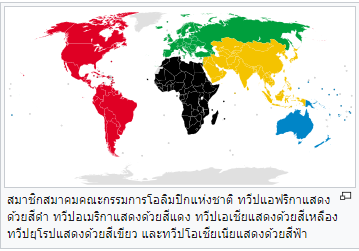 สมาชิกสมาคมคณะกรรมการโอลิมปิกแห่งชาติ ทวีปแอฟริกาแสดง
ด้วยสีดำ ทวีปอเมริกาแสดงด้วยสีแดง ทวีปเอเชียแสดงด้วยสีเหลือง
ทวีปยุโรปแสดงด้วยสีเขียว และทวีปโอเชียเนียแสดงด้วยสีฟ้า